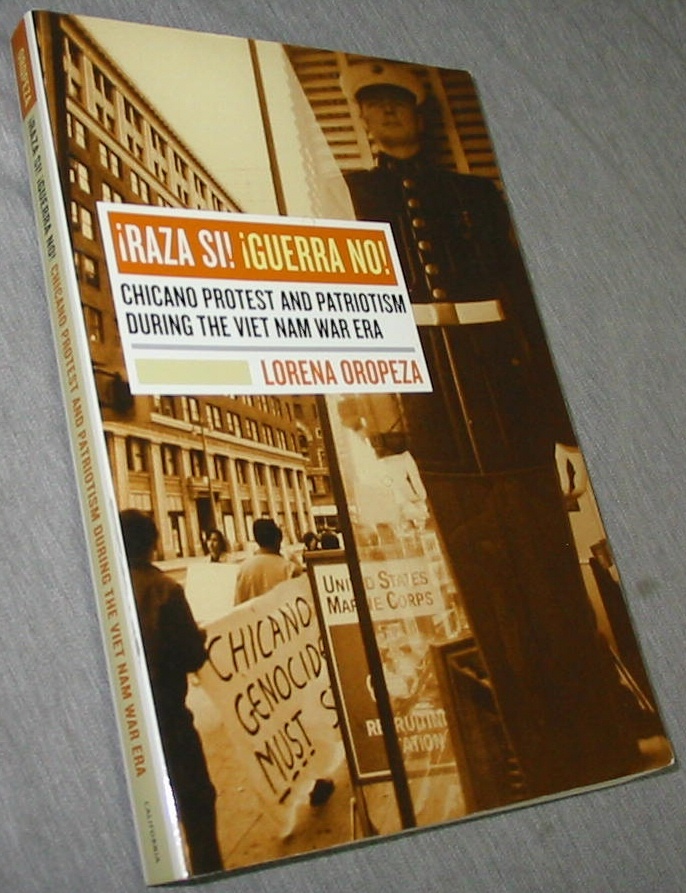 OROPEZA
¡RAZA SI! ¡GUERRA NO! CHICANO PROTEST AND PATRIOTISM DURING THE VIET NAM WAR ERA
CALIFORNIA
¡RAZA SI! ¡GUERRA NO!
CHICANO PROTEST AND PATRIOTISM
DURING THE VIET NAM WAR ERA
LORENA OROPEZA
CHICANO
GENOCIDE
MUST S
UNITED STATES
MARINE CORPS
RECRUITING
STATION